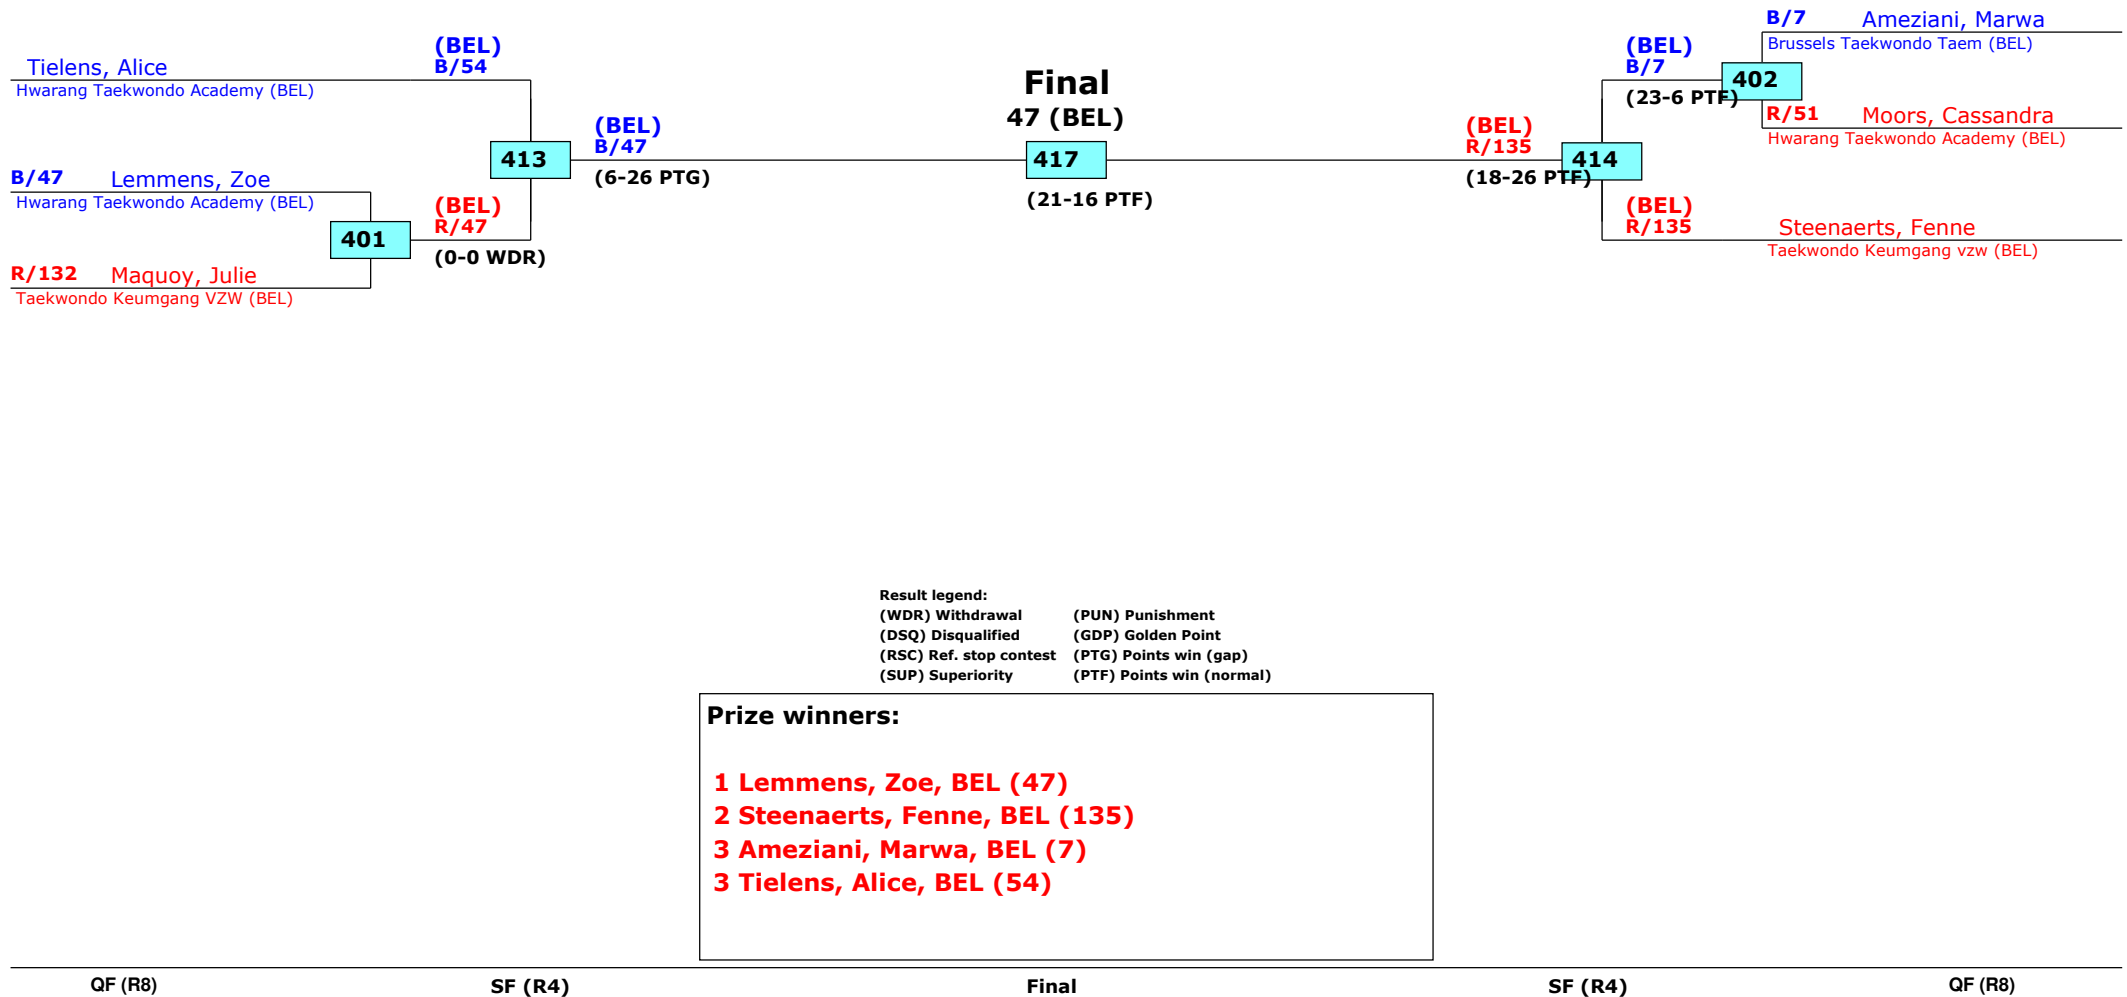 Tielens, Alice
Hwarang Taekwondo Academy (BEL)
(BEL)
B/54
B/47 Lemmens, Zoe
Hwarang Taekwondo Academy (BEL)
401
R/132 Maquoy, Julie
Taekwondo Keumgang VZW (BEL)
(BEL)
R/47
(0-0 WDR)
413
(BEL)
B/47
(6-26 PTG)
Final
47 (BEL)
417
(21-16 PTF)
(BEL)
R/135
(18-26 PTF)
414
(BEL)
B/7
(23-6 PTF)
402
B/7 Ameziani, Marwa
Brussels Taekwondo Taem (BEL)
R/51 Moors, Cassandra
Hwarang Taekwondo Academy (BEL)
(BEL)
R/135
Steenaerts, Fenne
Taekwondo Keumgang vzw (BEL)
Result legend:
(WDR) Withdrawal (PUN) Punishment
(DSQ) Disqualified (GDP) Golden Point
(RSC) Ref. stop contest (PTG) Points win (gap)
(SUP) Superiority (PTF) Points win (normal)
Prize winners:
1 Lemmens, Zoe, BEL (47)
2 Steenaerts, Fenne, BEL (135)
3 Ameziani, Marwa, BEL (7)
3 Tielens, Alice, BEL (54)
QF (R8) SF (R4) Final SF (R4) QF (R8)